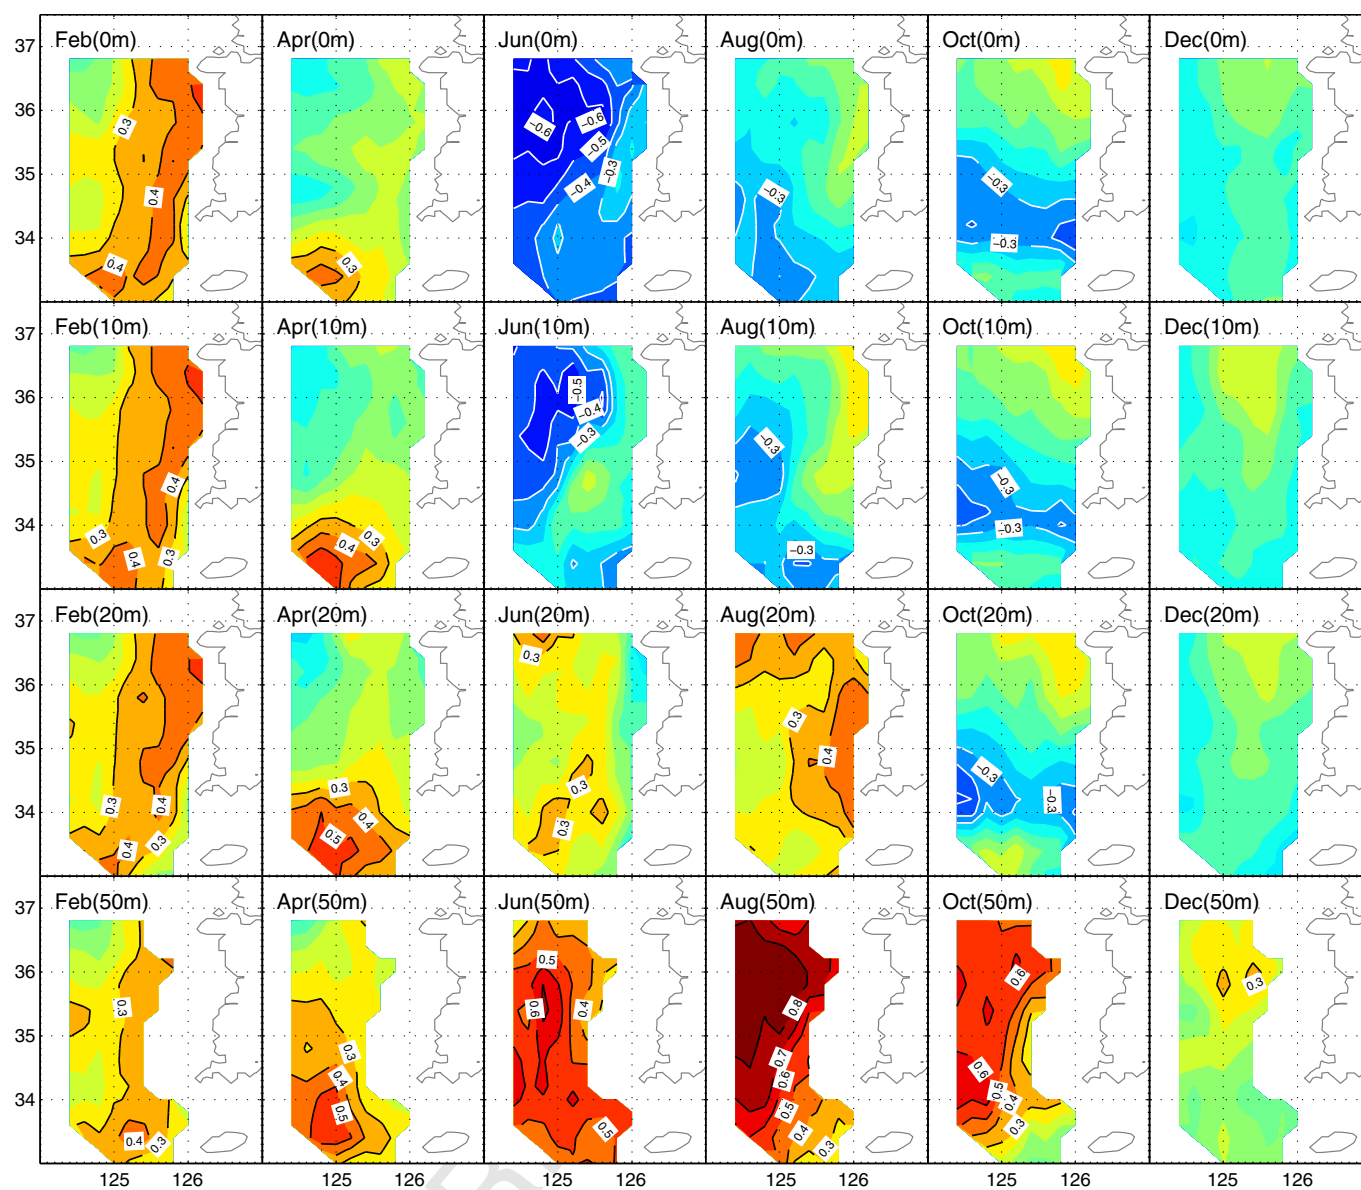 Feb(0m) Apr(0m) Jun(0m) Aug(0m) Oct(0m) Dec(0m)
37
36
35
34
0.3 0.4 0.4
0.3
−0.6 −0.6 −0.5 −0.3 −0.4
−0.3
−0.3 −0.3
Feb(10m) Apr(10m) Jun(10m) Aug(10m) Oct(10m) Dec(10m)
37
36
35
34
0.4 0.3 0.4 0.3
0.3 0.4
−0.5 −0.4 −0.3
−0.3 −0.3
−0.3 −0.3
Feb(20m) Apr(20m) Jun(20m) Aug(20m) Oct(20m) Dec(20m)
37
36
35
34
0.3 0.4 0.4 0.3
0.3 0.4 0.5
0.3 0.3 0.3
0.3 0.4
−0.3 −0.3
Feb(50m) Apr(50m) Jun(50m) Aug(50m) Oct(50m) Dec(50m)
37
36
35
34
0.3 0.4 0.3
0.3 0.4 0.5
0.5 0.6 0.4 0.5
0.8 0.7 0.6 0.5 0.4 0.3
0.6 0.6 0.5 0.4 0.3
0.3
125 126 125 126 125 126 125 126 125 126 125 126